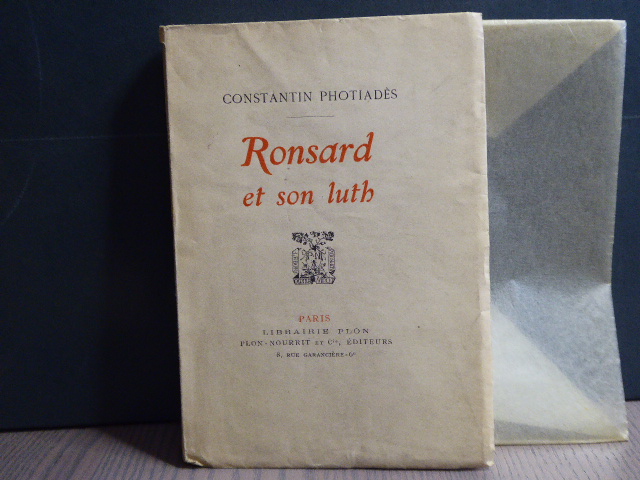 CONSTANTIN PHOTIADÈS
Ronsard
et son luth
PARIS
LIBRAIRIE PLON
PLON-NOURRIT ET Cie, ÉDITEURS
8, RUE GARANCIÈRE-6e